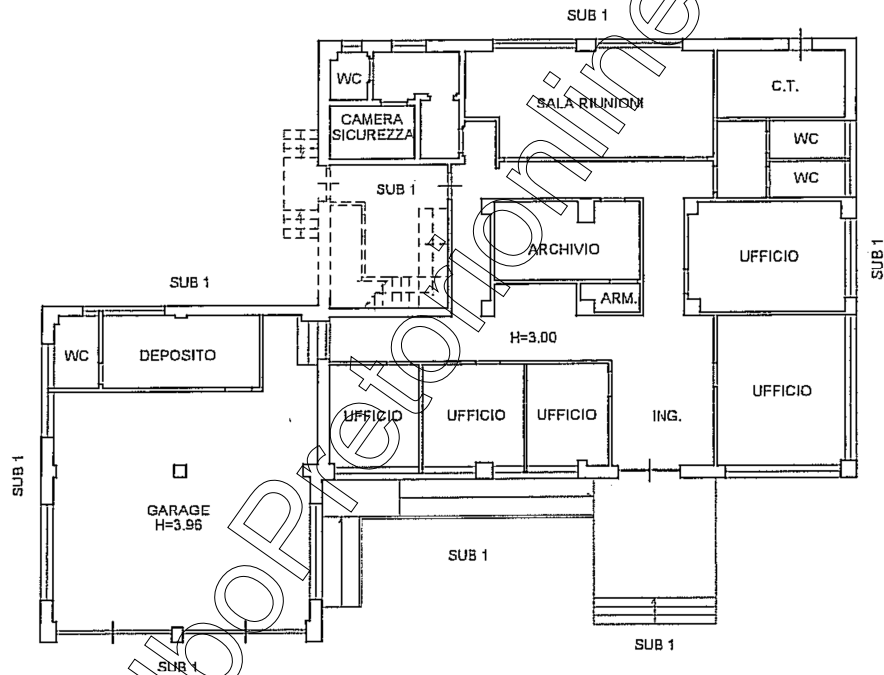 SUB 1
WC
C.T.
SALA RIUNIONI
CAMERA
SICUREZZA
WC
WC
SUB 1
ARCHIVIO
UFFICIO
SUB 1
SUB 1
ARM.
H=3.00
WC
DEPOSITO
UFFICIO
UFFICIO
UFFICIO
UFFICIO
ING.
SUB 1
GARAGE
H=3.96
SUB 1
SUB 1
SUB 1
boPretorionline